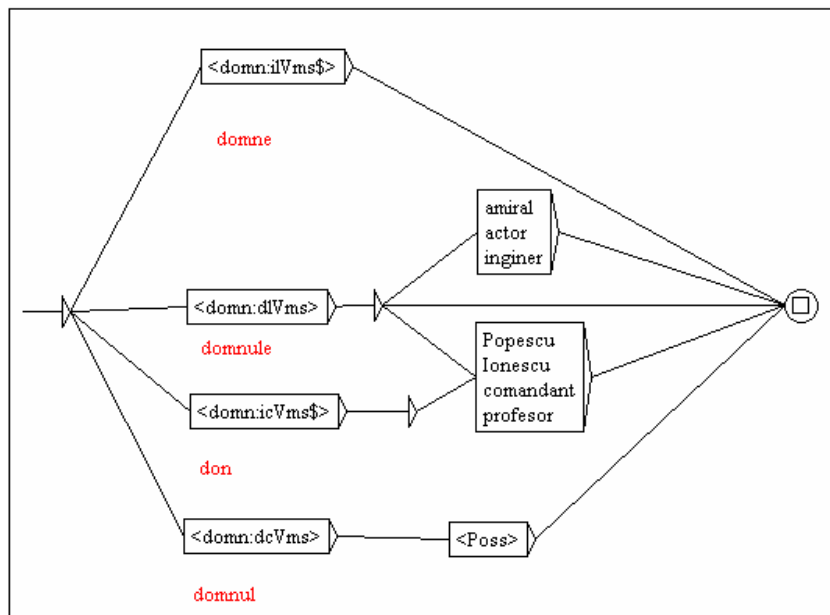 <domn:ilVms$>
domne
amiral
actor
inginer
<domn:dlVms>
domnule
Popescu
Ionescu
comandant
profesor
<domn:icVms$>
don
<domn:dcVms>
<Poss>
domnul